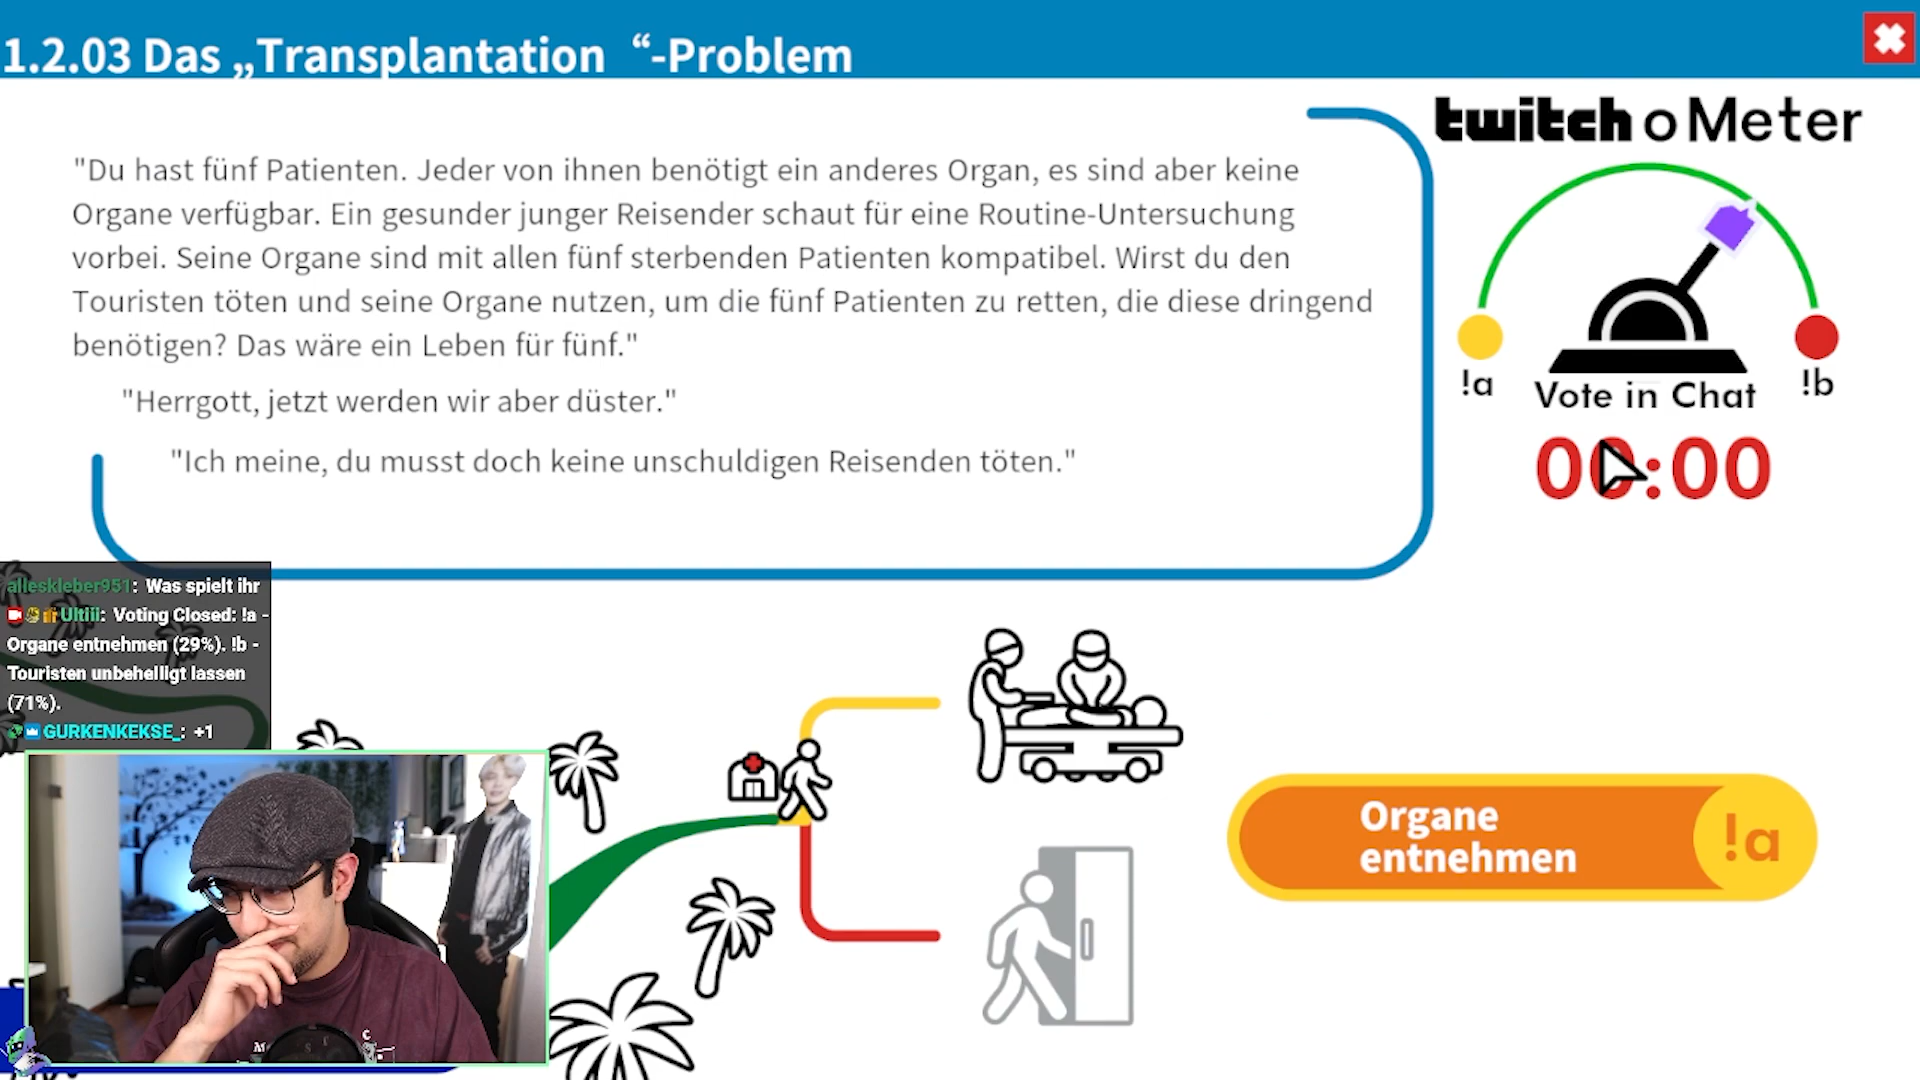 1.2.03 Das „Transplantation “-Problem
twitch o Meter
"Du hast fünf Patienten. Jeder von ihnen benötigt ein anderes Organ, es sind aber keine
Organe verfügbar. Ein gesunder junger Reisender schaut für eine Routine-Untersuchung
vorbei. Seine Organe sind mit allen fünf sterbenden Patienten kompatibel. Wirst du den
Touristen töten und seine Organe nutzen, um die fünf Patienten zu retten, die diese dringend
benötigen? Das wäre ein Leben für fünf."
"Herrgott, jetzt werden wir aber düster."
"Ich meine, du musst doch keine unschuldigen Reisenden töten."
!a
!b
Vote in Chat
00:00
alleskleber951: Was spielt ihr
Ultiii: Voting Closed: !a -
Organe entnehmen (29%). !b -
Touristen unbehelligt lassen
(71%).
GURKENKEKSE_: +1
Organe
entnehmen
!a